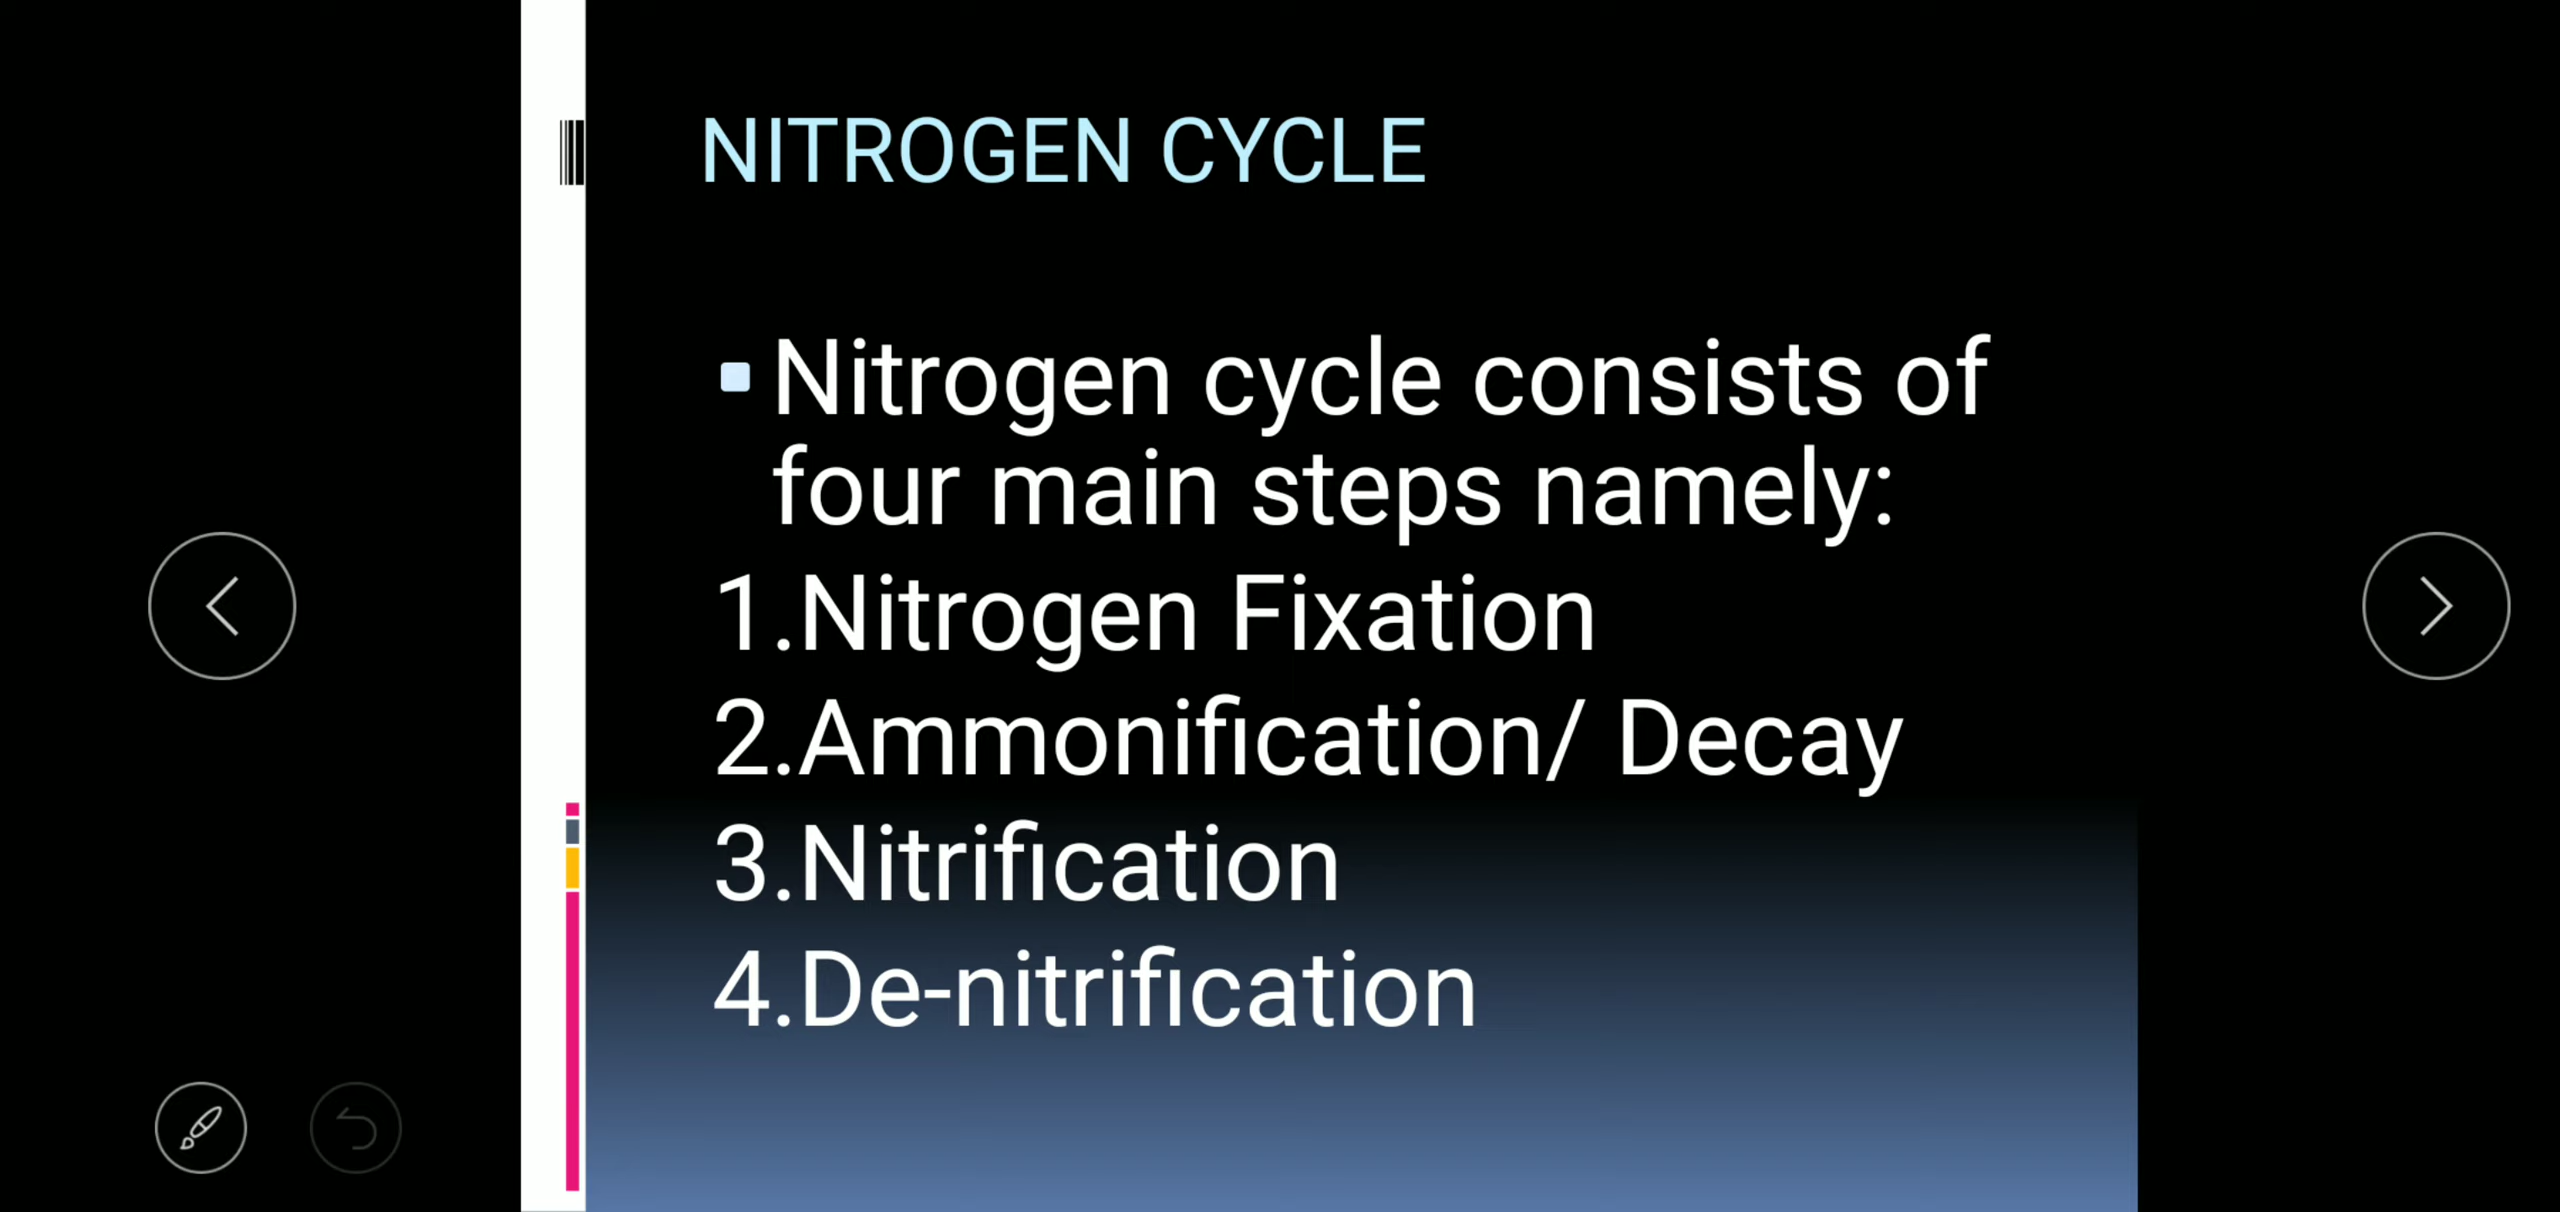 NITROGEN CYCLE
Nitrogen cycle consists of
four main steps namely:
1.Nitrogen Fixation
2.Ammonification/ Decay
3.Nitrification
4.De-nitrification